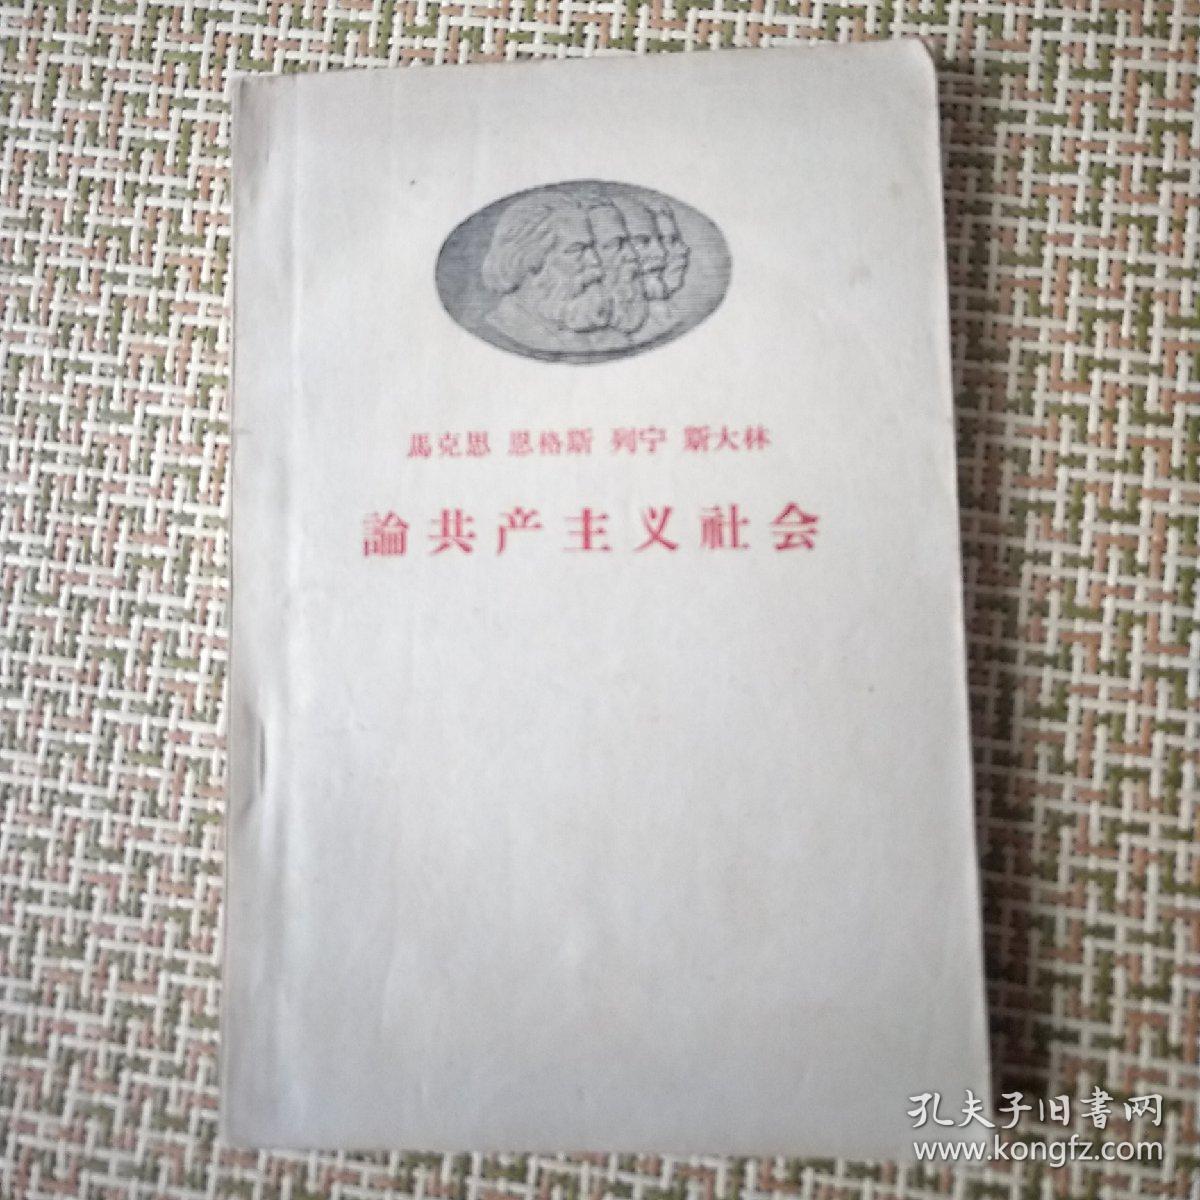 馬克思 恩格斯 列宁 斯大林
論共产主义社会
孔夫子旧書网
www.kongfz.com